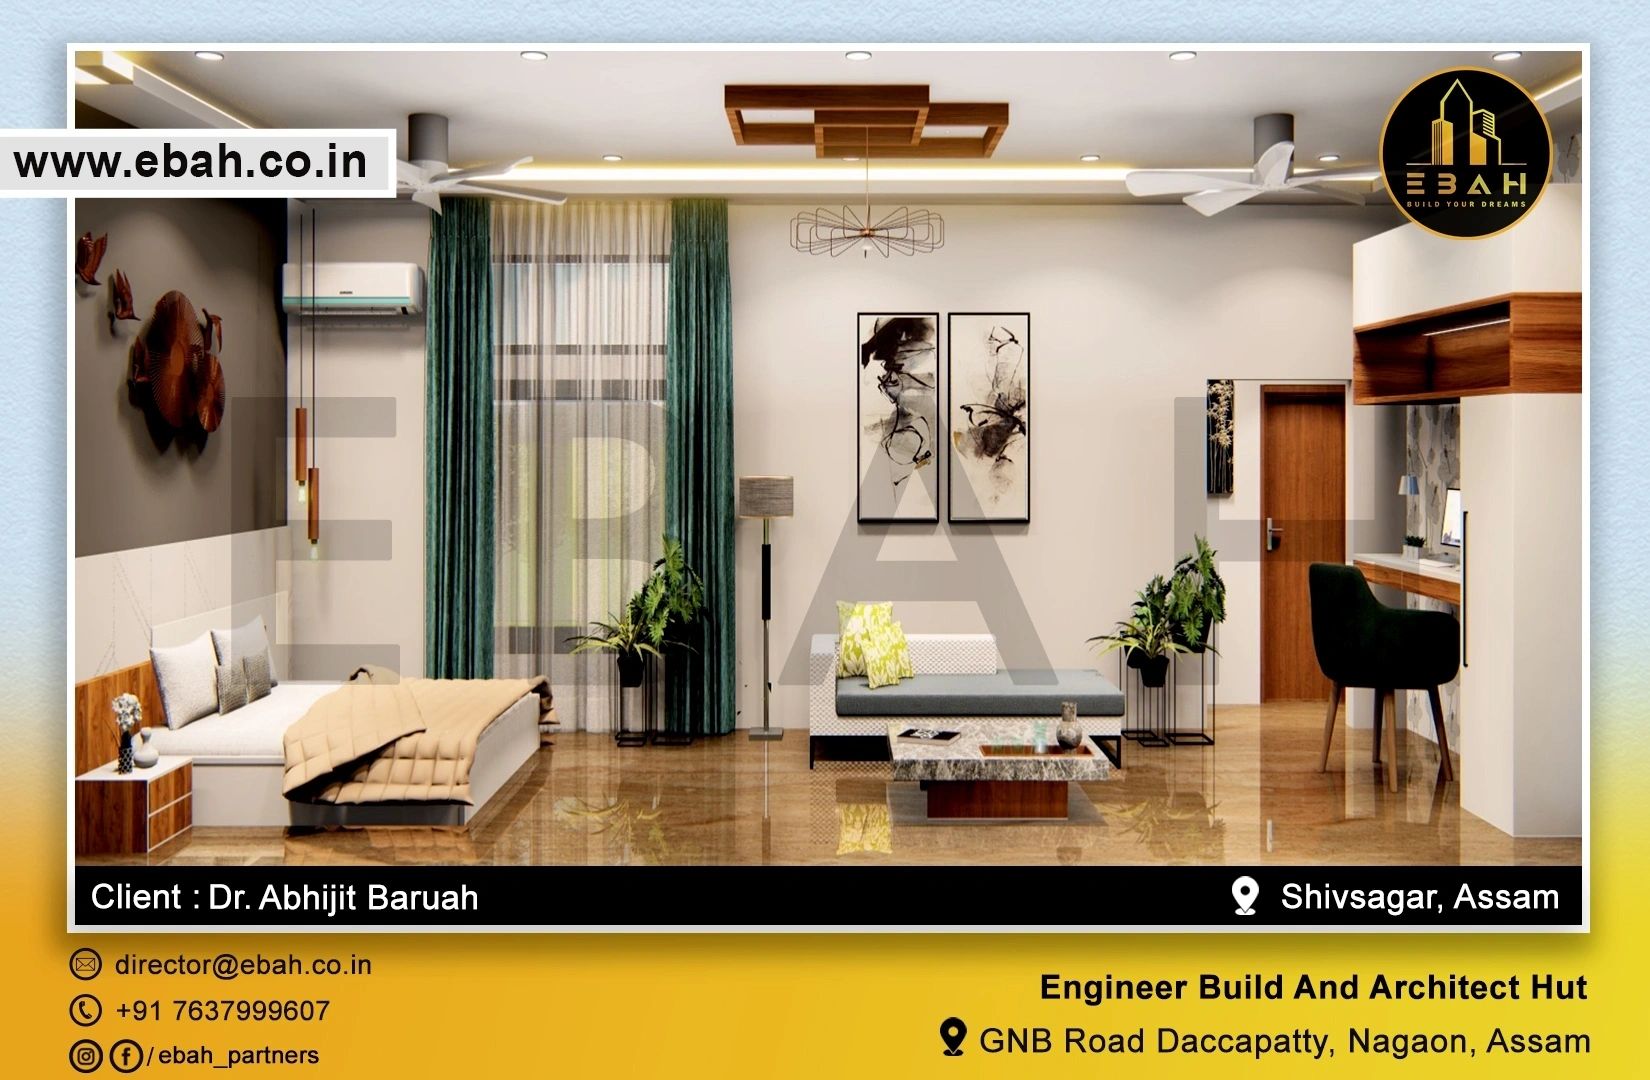 www.ebah.co.in
EBAH
BUILD YOUR DREAMS
EBAH
Client : Dr. Abhijit Baruah
Shivsagar, Assam
director@ebah.co.in
+91 7637999607
/ebah_partners
Engineer Build And Architect Hut
GNB Road Daccapatty, Nagaon, Assam